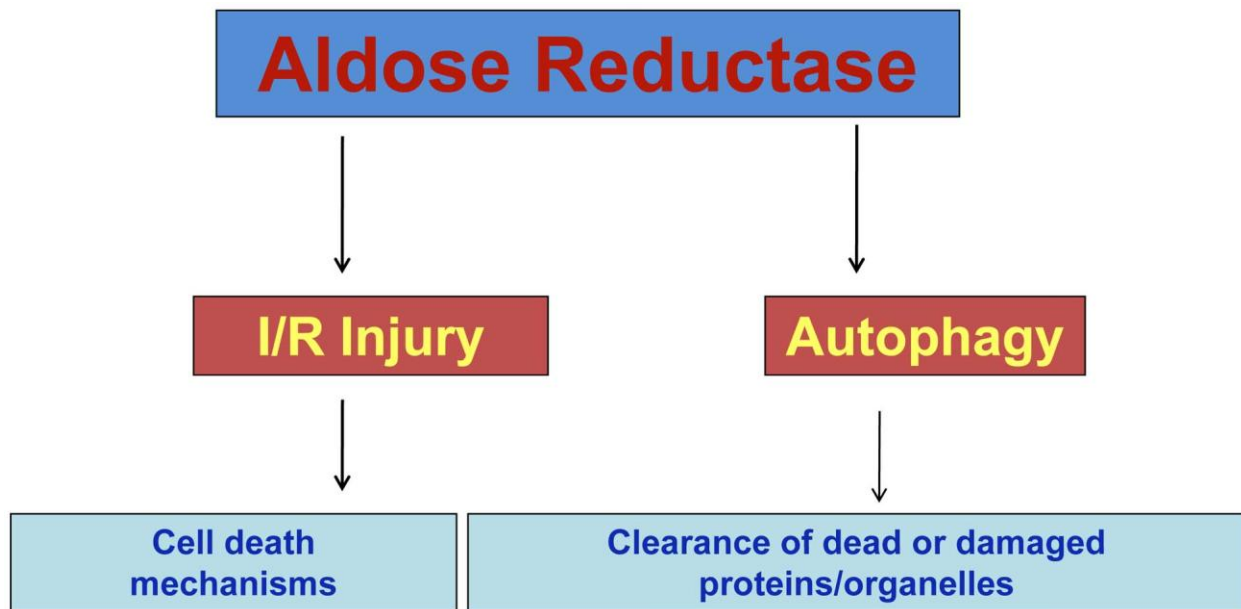 Aldose Reductase
I/R Injury
Autophagy
Cell death
mechanisms
Clearance of dead or damaged
proteins/organelles